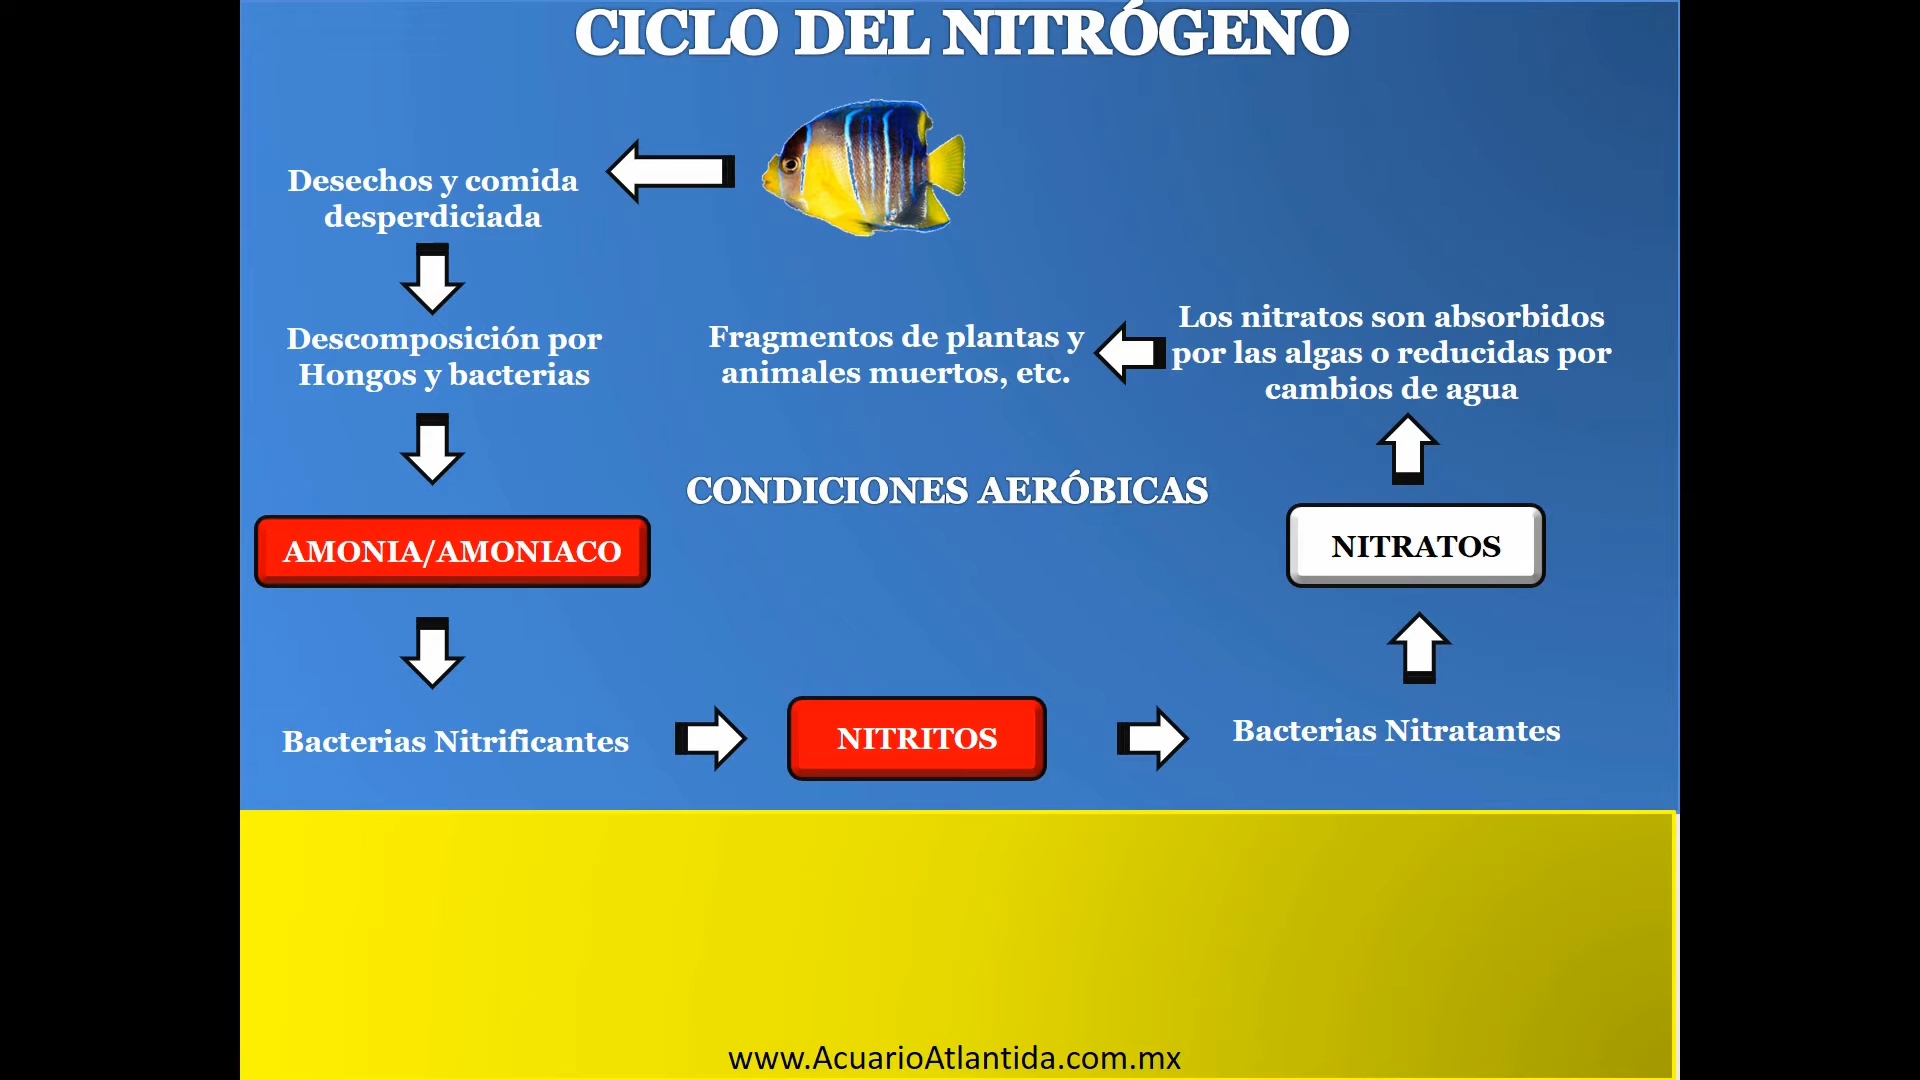 CICLO DEL NITRÓGENO
Desechos y comida
desperdiciada
Descomposición por
Hongos y bacterias
Fragmentos de plantas y
animales muertos, etc.
Los nitratos son absorbidos
por las algas o reducidas por
cambios de agua
CONDICIONES AERÓBICAS
AMONIA/AMONIACO
NITRATOS
Bacterias Nitrificantes
NITRITOS
Bacterias Nitratantes
www.AcuarioAtlantida.com.mx